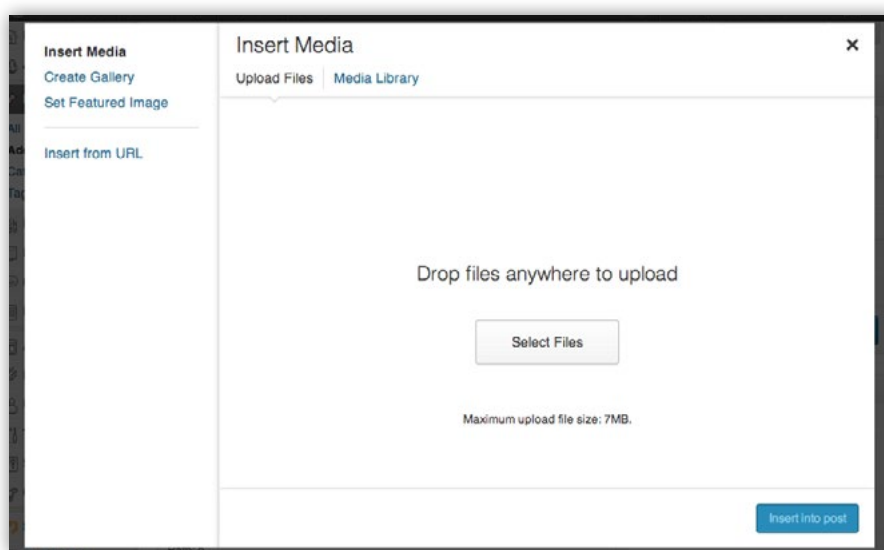 Insert Media
Create Gallery
Set Featured Image
Insert from URL
Insert Media
Upload Files
Media Library
Drop files anywhere to upload
Select Files
Maximum upload file size: 7MB.
Insert into post
All